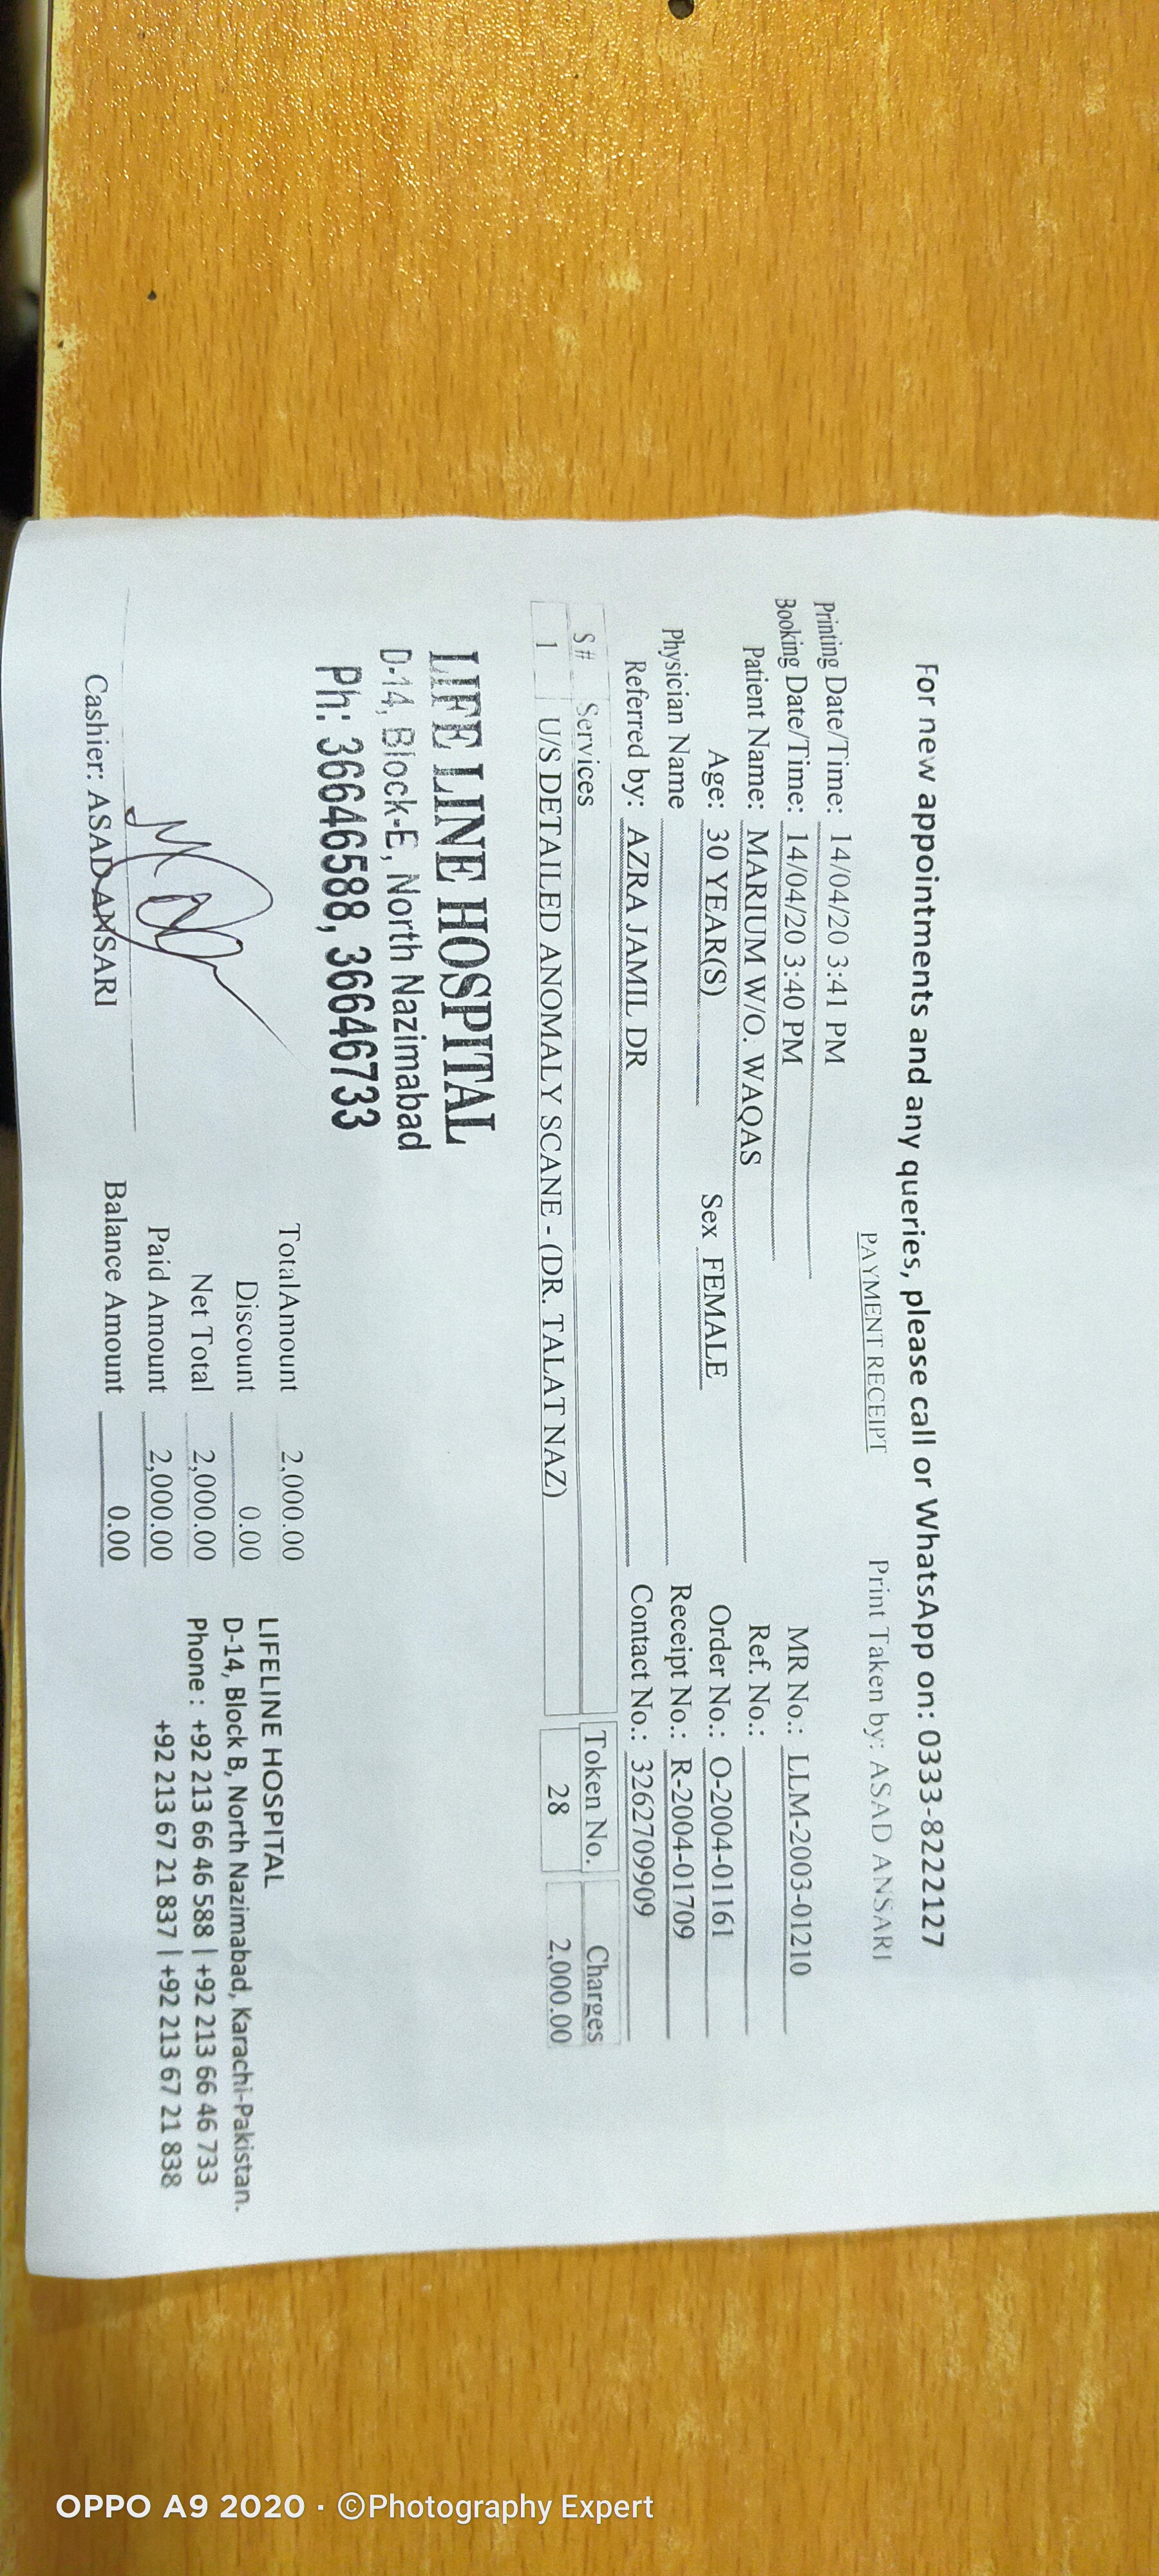 For new appointments and any queries, please call or WhatsApp on: 0333-8222127
PAYMENT RECEIPT Print Taken by: ASAD ANSARI
Printing Date/Time: 14/04/20 3:41 PM
Booking Date/Time: 14/04/20 3:40 PM MR No.: LLM-2003-01210
Patient Name: MARIUM W/O. WAQAS Ref. No.:
Age: 30 YEAR(S) Sex FEMALE Order No.: O-2004-01161
Physician Name Receipt No.: R-2004-01709
Referred by: AZRA JAMIL DR Contact No.: 3262709909
S# Services Token No. Charges
1 U/S DETAILED ANOMALY SCANE - (DR. TALAT NAZ) 28 2,000.00
LIFE LINE HOSPITAL
D-14, Block-E, North Nazimabad
Ph: 36646588, 36646733
TotalAmount 2,000.00
Discount 0.00
Net Total 2,000.00
Paid Amount 2,000.00
Balance Amount 0.00
Cashier: ASAD ANSARI
LIFELINE HOSPITAL
D-14, Block B, North Nazimabad, Karachi-Pakistan.
Phone : +92 213 66 46 588 | +92 213 66 46 733
+92 213 67 21 837 | +92 213 67 21 838
OPPO A9 2020 · ©Photography Expert